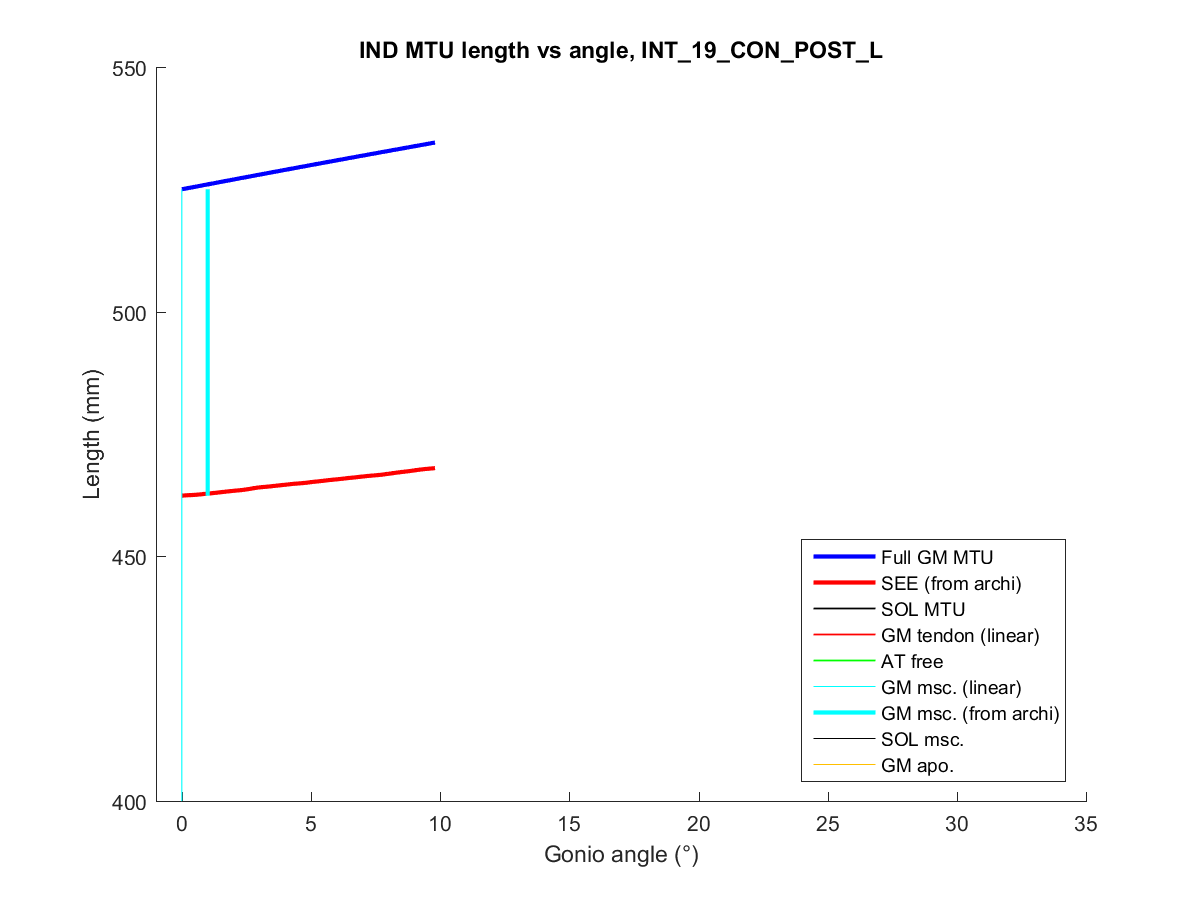 IND MTU length vs angle, INT_19_CON_POST_L
550
500
450
400
Length (mm)
0 5 10 15 20 25 30 35
Gonio angle (°)
Full GM MTU
SEE (from archi)
SOL MTU
GM tendon (linear)
AT free
GM msc. (linear)
GM msc. (from archi)
SOL msc.
GM apo.